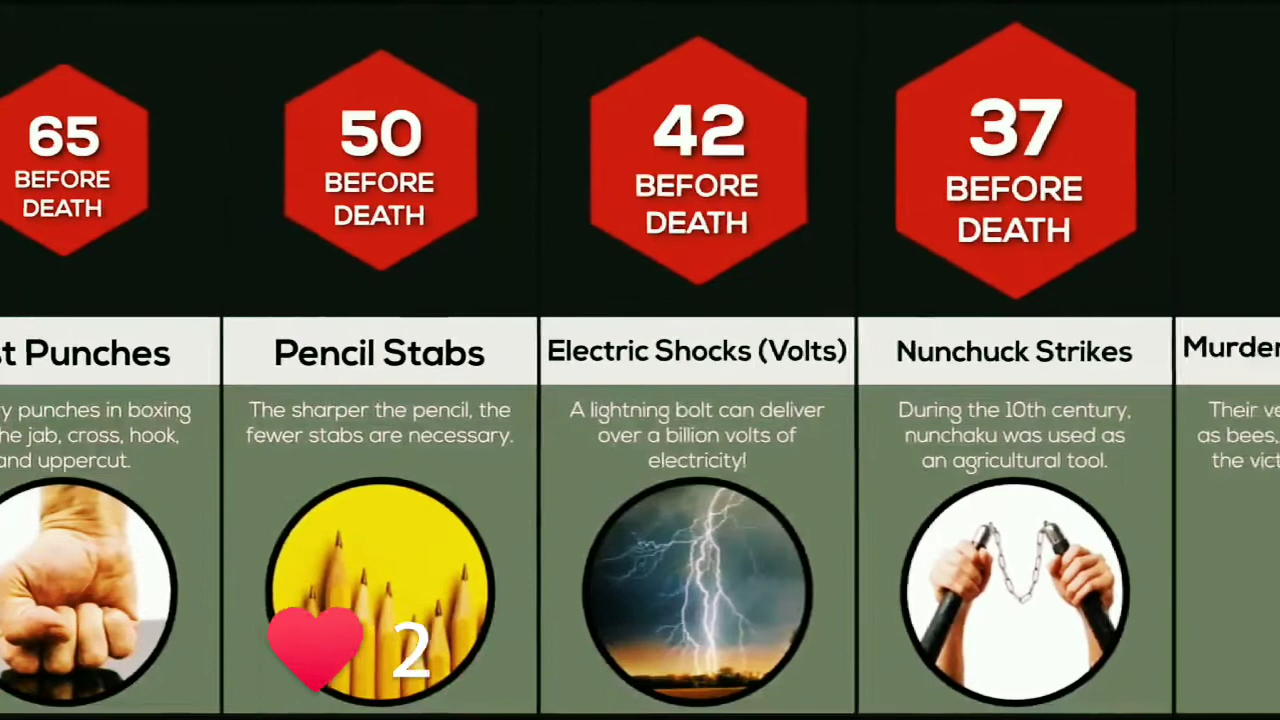 65
BEFORE
DEATH
t Punches
y punches in boxing
he jab, cross, hook,
and uppercut.
50
BEFORE
DEATH
Pencil Stabs
The sharper the pencil, the
fewer stabs are necessary.
2
42
BEFORE
DEATH
Electric Shocks (Volts)
A lightning bolt can deliver
over a billion volts of
electricity!
37
BEFORE
DEATH
Nunchuck Strikes
During the 10th century,
nunchaku was used as
an agricultural tool.
Murder
Their ve
as bees,
the vict